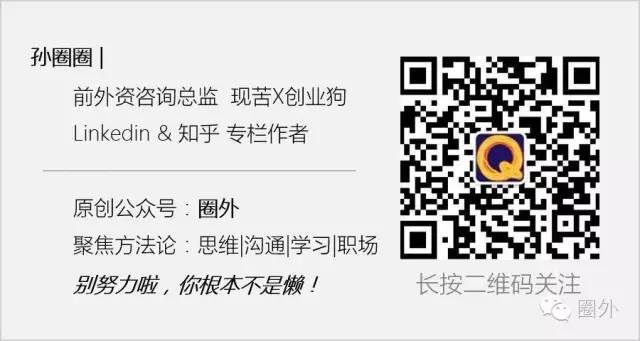 孙圈圈 |
前外资咨询总监 现苦X创业狗
Linkedin & 知乎 专栏作者
原创公众号：圈外
聚焦方法论：思维|沟通|学习|职场
别努力啦，你根本不是懒！
Q
长按二维码关注
圈外